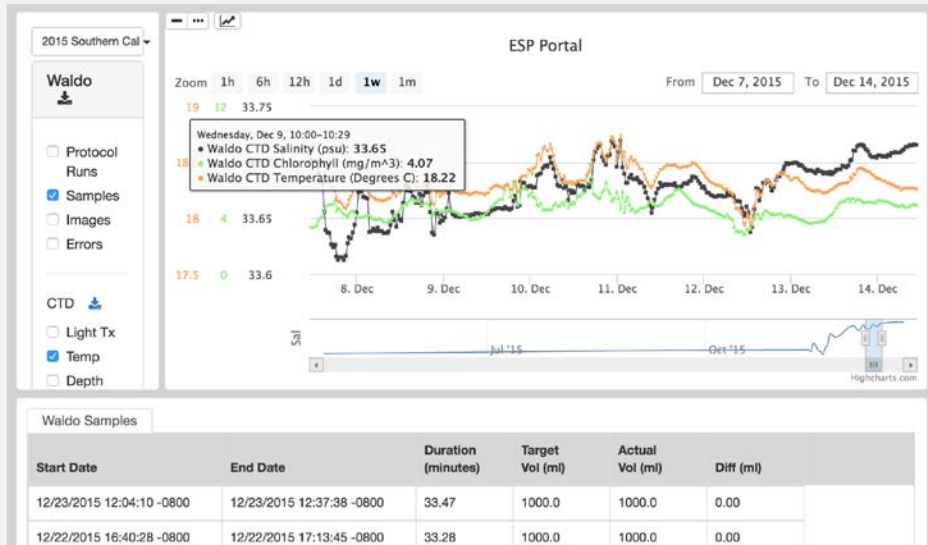 2015 Southern Cal
Waldo
Protocol
Runs
Samples
Images
Errors
CTD
Light Tx
Temp
Depth
ESP Portal
Zoom 1h 6h 12h 1d 1w 1m
From Dec 7, 2015 To Dec 14, 2015
19 12 33.75
Wednesday, Dec 9, 10:00-10:29
Waldo CTD Salinity (psu): 33.65
Waldo CTD Chlorophyll (mg/m^3): 4.07
Waldo CTD Temperature (Degrees C): 18.22
18 4 33.65
17.5 0 33.6
8. Dec 9. Dec 10. Dec 11. Dec 12. Dec 13. Dec 14. Dec
Sal
Jul '15 Oct '15
Highcharts.com
Waldo Samples
Start Date End Date Duration (minutes) Target Vol (ml) Actual Vol (ml) Diff (ml)
12/23/2015 12:04:10 -0800 12/23/2015 12:37:38 -0800 33.47 1000.0 1000.0 0.00
12/22/2015 16:40:28 -0800 12/22/2015 17:13:45 -0800 33.28 1000.0 1000.0 0.00